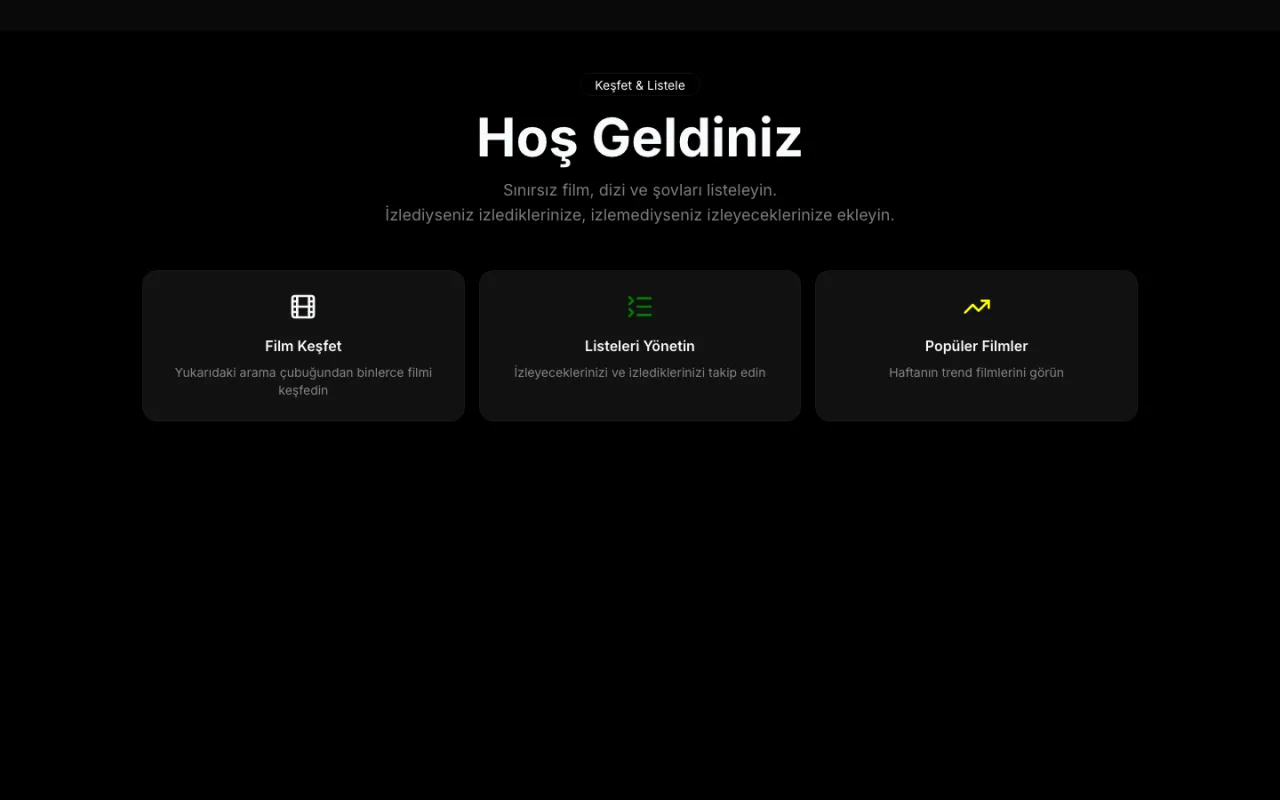 Keşfet & Listele
Hoş Geldiniz
Sınırsız film, dizi ve şovları listeleyin.
İzlediyseniz izlediklerinize, izlemediyseniz izleyeceklerinize ekleyin.
Film Keşfet
Yukarıdaki arama çubuğundan binlerce filmi
keşfedin
Listeleri Yönetin
İzleyeceklerinizi ve izlediklerinizi takip edin
Popüler Filmler
Haftanın trend filmlerini görün